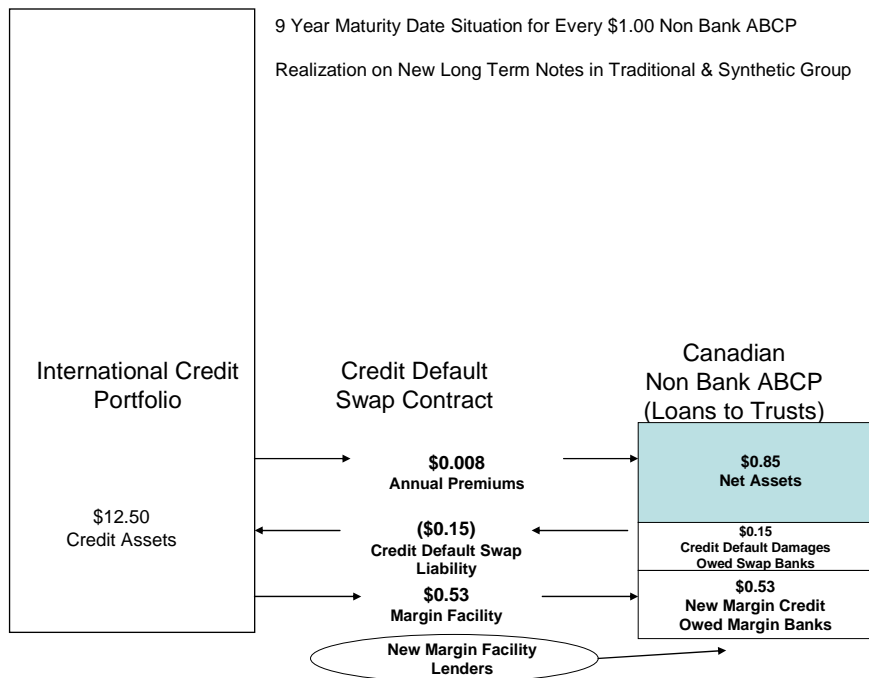 9 Year Maturity Date Situation for Every $1.00 Non Bank ABCP
Realization on New Long Term Notes in Traditional & Synthetic Group
International Credit
Portfolio
$12.50
Credit Assets
Credit Default
Swap Contract
$0.008
Annual Premiums
($0.15)
Credit Default Swap
Liability
$0.53
Margin Facility
New Margin Facility
Lenders
Canadian
Non Bank ABCP
(Loans to Trusts)
$0.85
Net Assets
$0.15
Credit Default Damages
Owed Swap Banks
$0.53
New Margin Credit
Owed Margin Banks